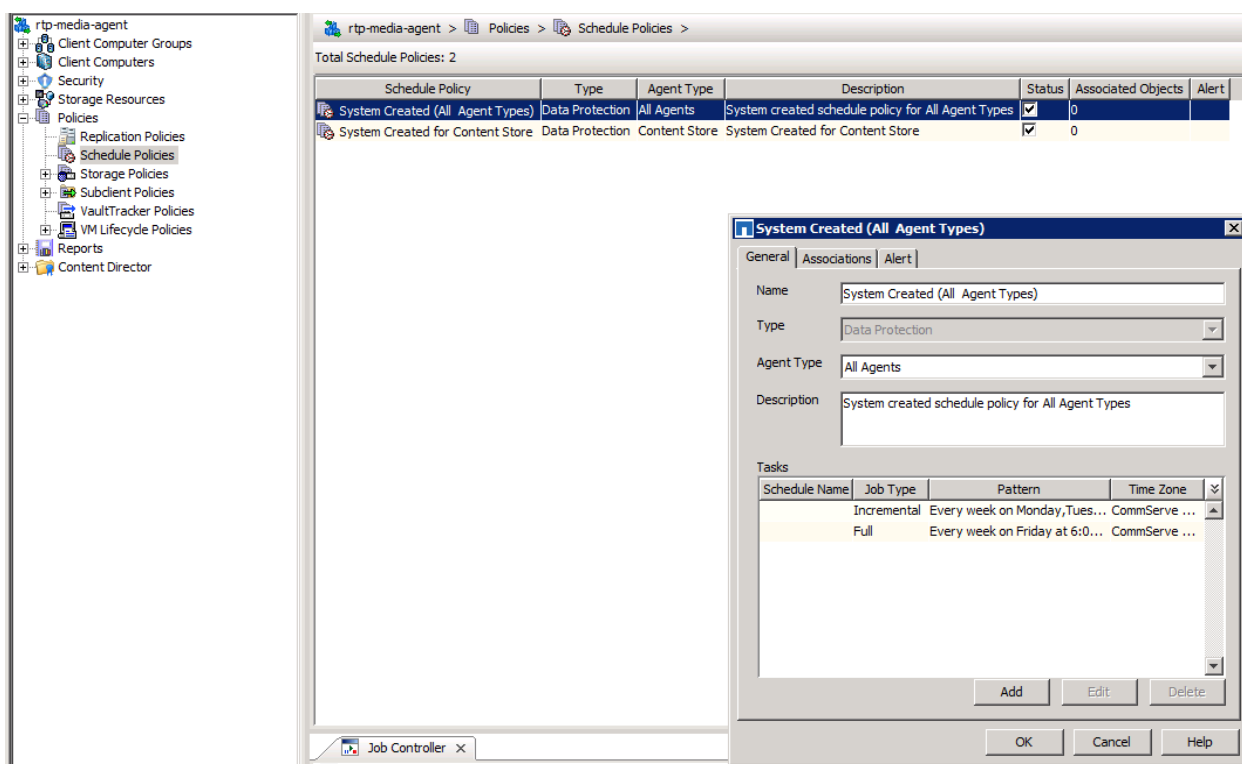 rtp-media-agent
Client Computer Groups
Client Computers
Security
Storage Resources
Policies
Replication Policies
Schedule Policies
Storage Policies
Subclient Policies
VaultTracker Policies
VM Lifecycle Policies
Reports
Content Director
rtp-media-agent > Policies > Schedule Policies >
Total Schedule Policies: 2
Schedule Policy Type Agent Type Description Status Associated Objects Alert
System Created (All Agent Types) Data Protection All Agents System created schedule policy for All Agent Types 0
System Created for Content Store Data Protection Content Store System Created for Content Store 0
System Created (All Agent Types)
General Associations Alert
Name System Created (All Agent Types)
Type Data Protection
Agent Type All Agents
Description System created schedule policy for All Agent Types
Tasks
Schedule Name Job Type Pattern Time Zone
Incremental Every week on Monday,Tues... CommServe ...
Full Every week on Friday at 6:0... CommServe ...
Add Edit Delete
OK Cancel Help
Job Controller